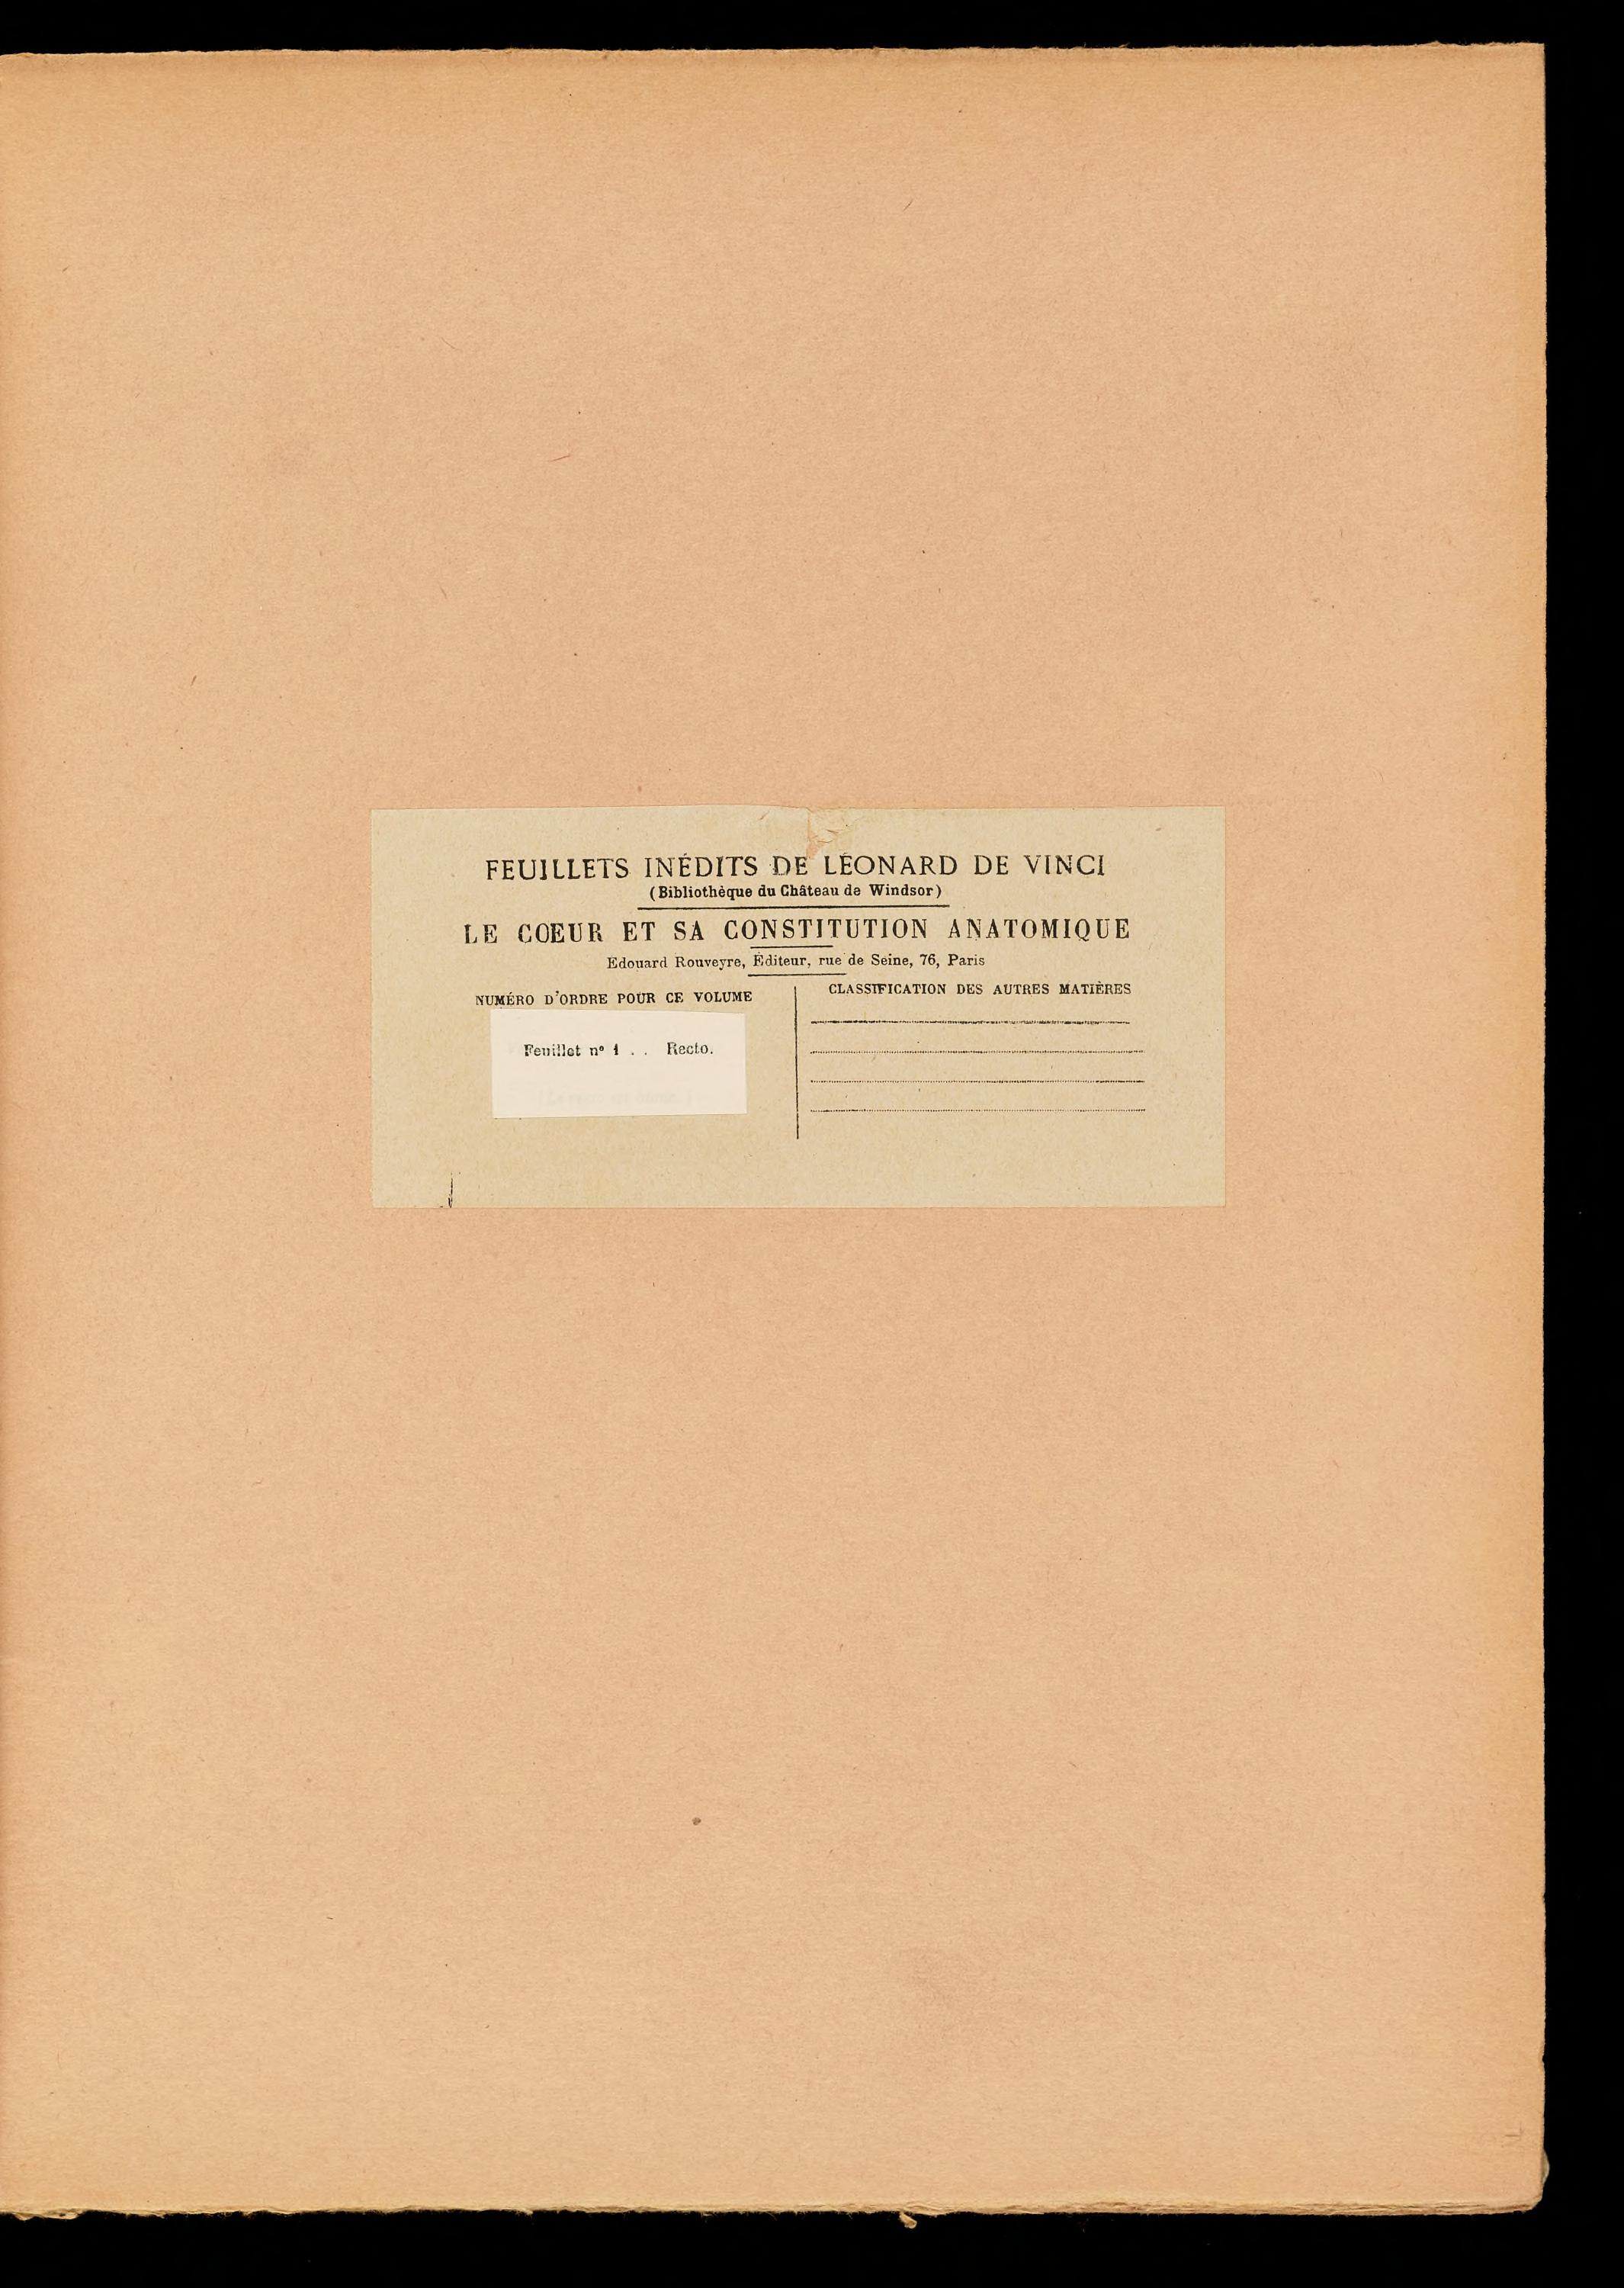 FEUILLETS INÉDITS DE LÉONARD DE VINCI
(Bibliothèque du Château de Windsor)
LE COEUR ET SA CONSTITUTION ANATOMIQUE
Edouard Rouveyre, Éditeur, rue de Seine, 76, Paris
NUMÉRO D'ORDRE POUR CE VOLUME
Feuillet nº 1 . . Recto.
CLASSIFICATION DES AUTRES MATIÈRES